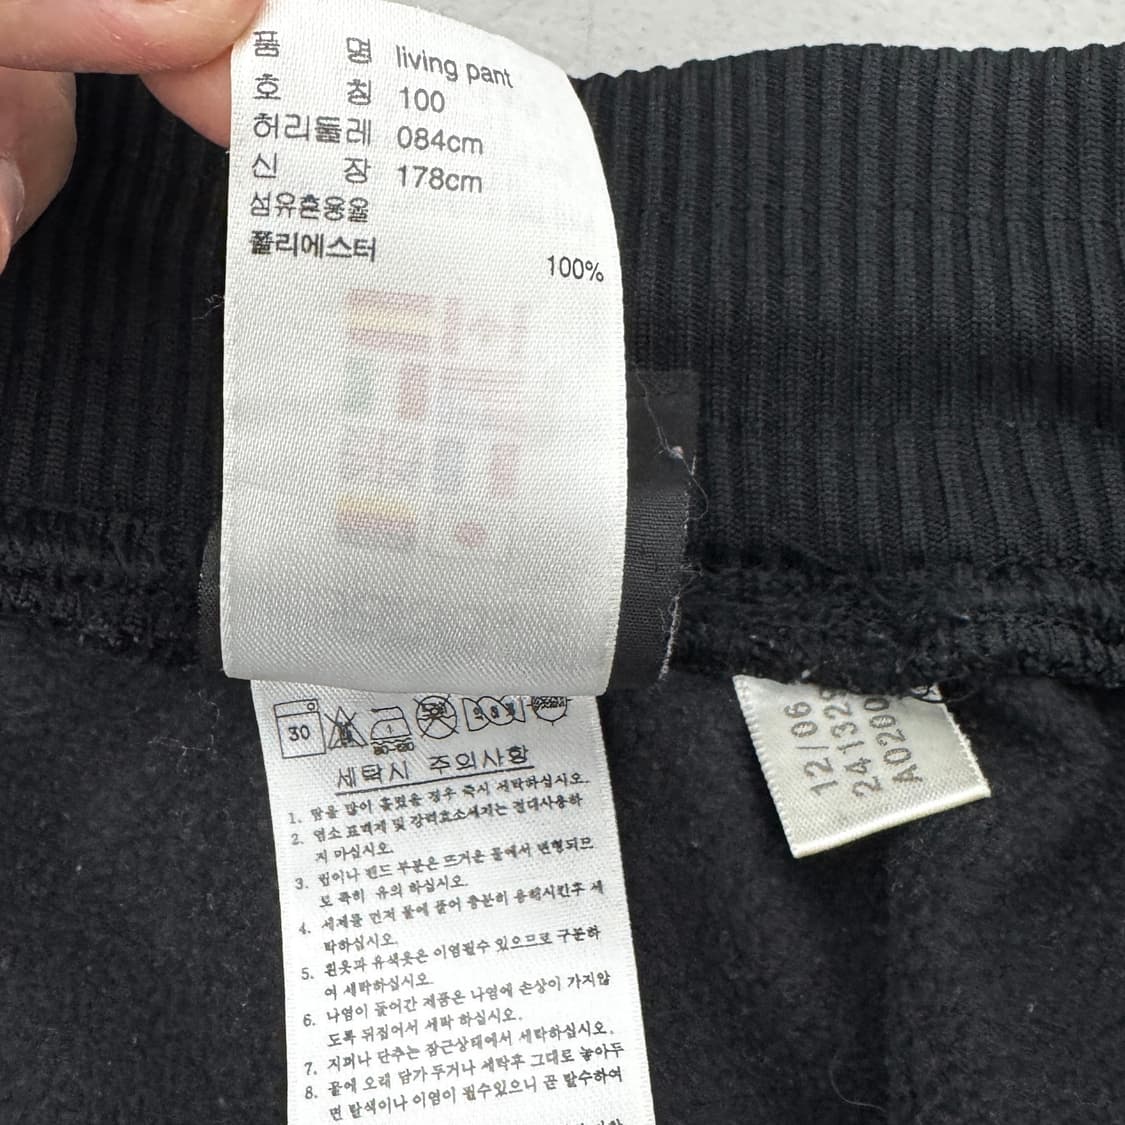 품 명 living pant
호 칭 100
허리둘레 084cm
신 장 178cm
섬유혼용율
폴리에스터 100%
30
80-60
세탁시 주의사항
1. 땀을 많이 흘렸을 경우 즉시 세탁하십시오.
2. 염소 표백제 및 강력효소세제는 절대사용하
지 마십시오.
3. 립이나 밴드 부분은 뜨거운 물에서 변형되므
로 특히 유의 하십시오.
4. 세제를 먼저 물에 풀어 충분히 용해시킨후 세
탁하십시오.
5. 흰옷과 유색옷은 이염될수 있으므로 구분하
여 세탁하십시오.
6. 나염이 들어간 제품은 나염에 손상이 가지않
도록 뒤집어서 세탁 하십시오.
7. 지퍼나 단추는 잠근상태에서 세탁하십시오.
8. 물에 오래 담가 두거나 세탁후 그대로 놓아두
면 탈색이나 이염이 될수있으니 곧 탈수하여
12/06
24132
A020